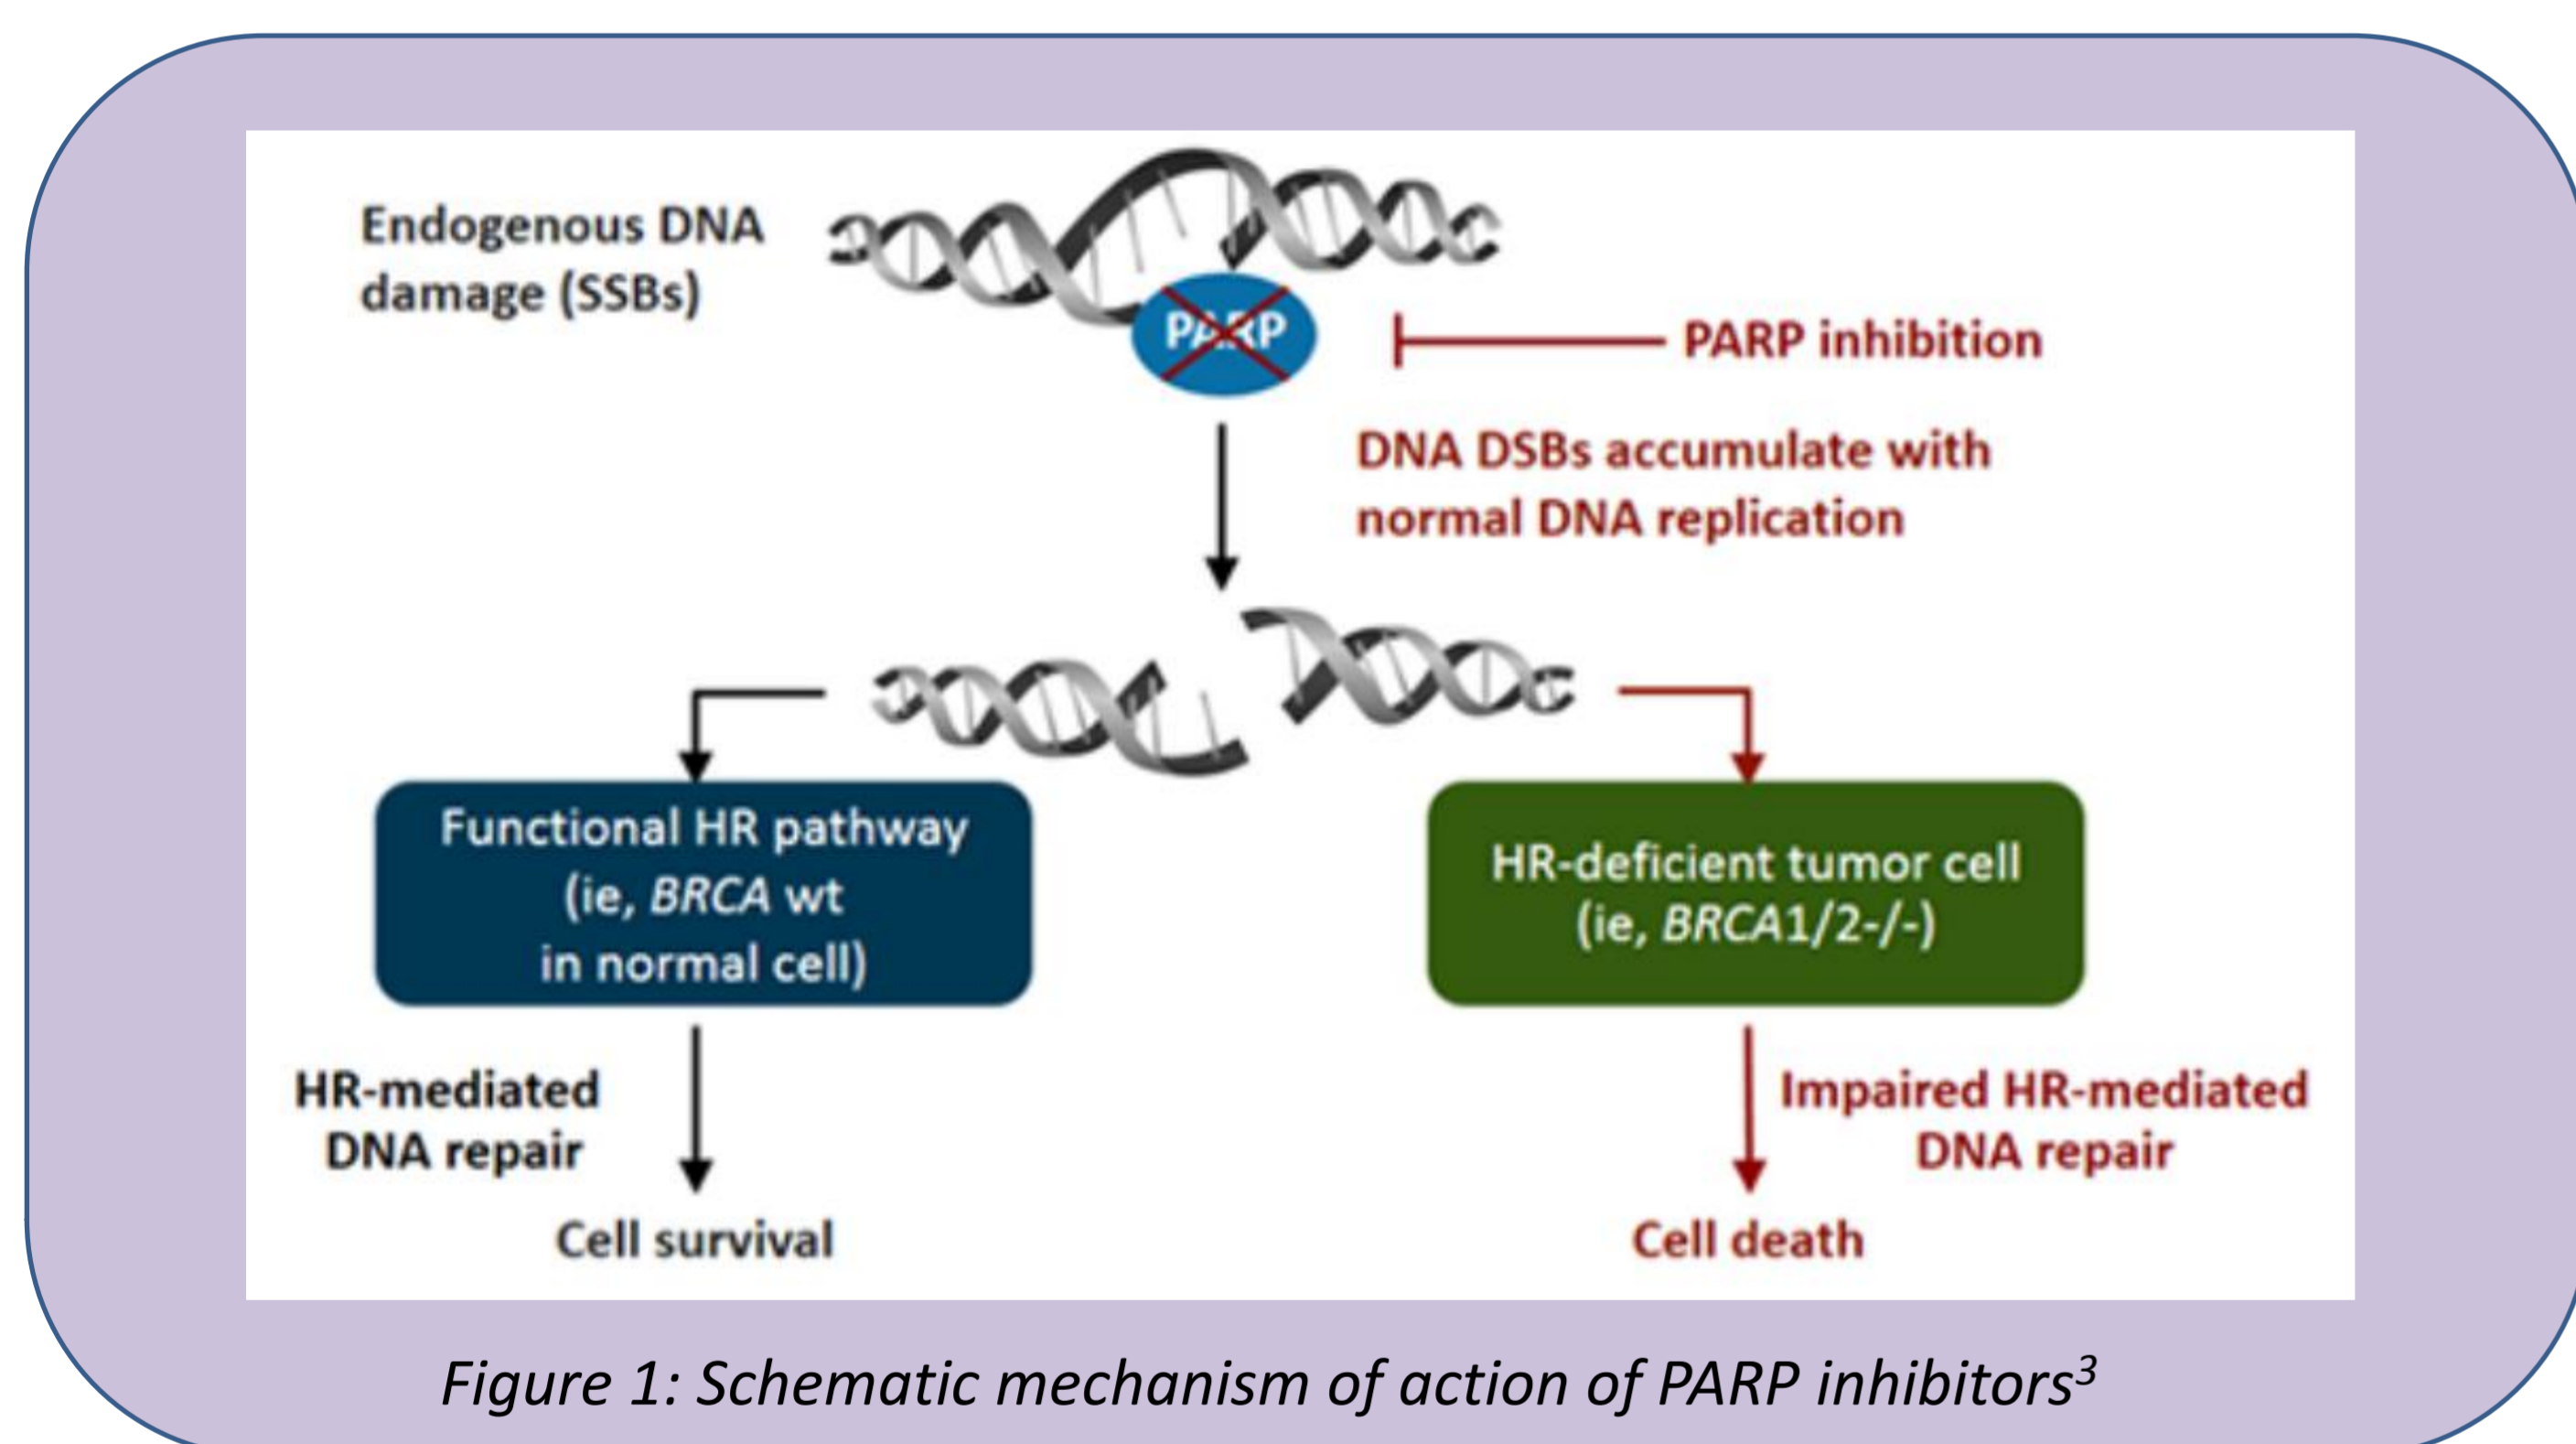 Endogenous DNA
damage (SSBs)
PARP
PARP inhibition
DNA DSBs accumulate with
normal DNA replication
Functional HR pathway
(ie, BRCA wt
in normal cell)
HR-deficient tumor cell
(ie, BRCA1/2-/-)
HR-mediated
DNA repair
Impaired HR-mediated
DNA repair
Cell survival
Cell death
Figure 1: Schematic mechanism of action of PARP inhibitors³